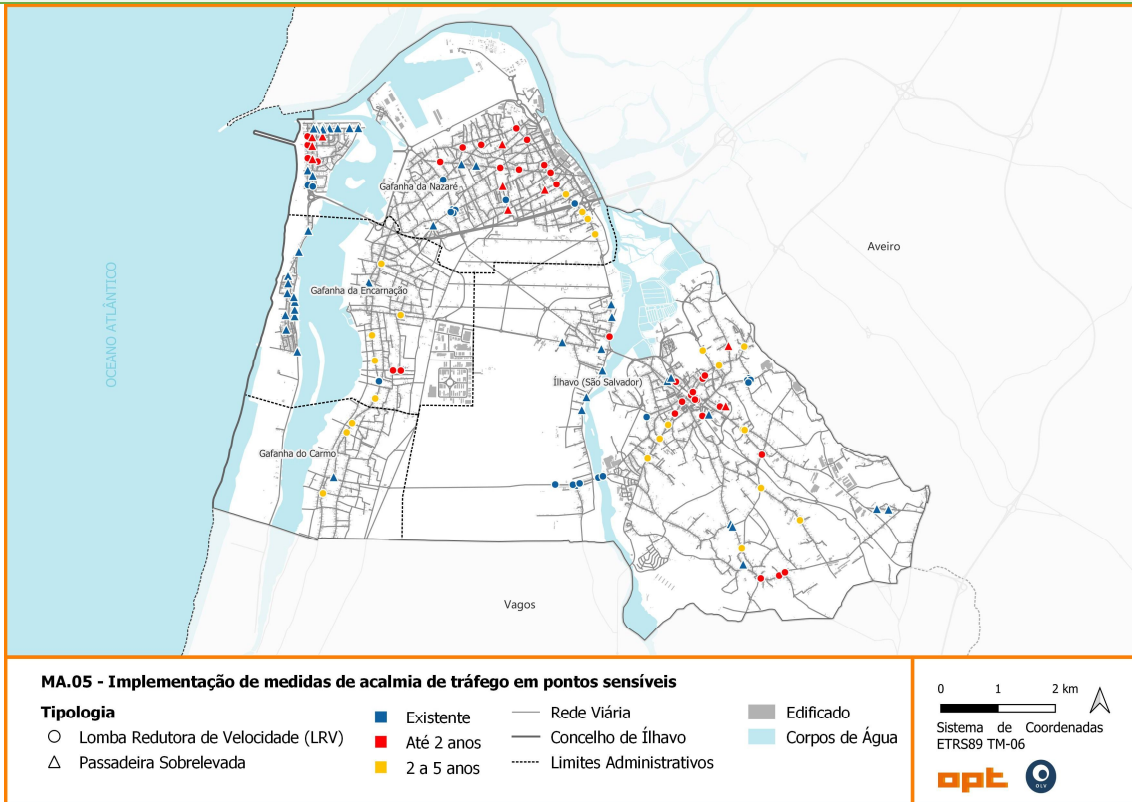 Gafanha da Nazaré
Aveiro
OCEANO ATLÂNTICO
Gafanha da Encarnação
Ílhavo (São Salvador)
Gafanha do Carmo
Vagos
MA.05 - Implementação de medidas de acalmia de tráfego em pontos sensíveis
Tipologia
Lomba Redutora de Velocidade (LRV)
Passadeira Sobrelevada
Existente
Até 2 anos
2 a 5 anos
Rede Viária
Concelho de Ílhavo
Limites Administrativos
Edificado
Corpos de Água
0 1 2 km
Sistema de Coordenadas
ETRS89 TM-06
opt
OLV